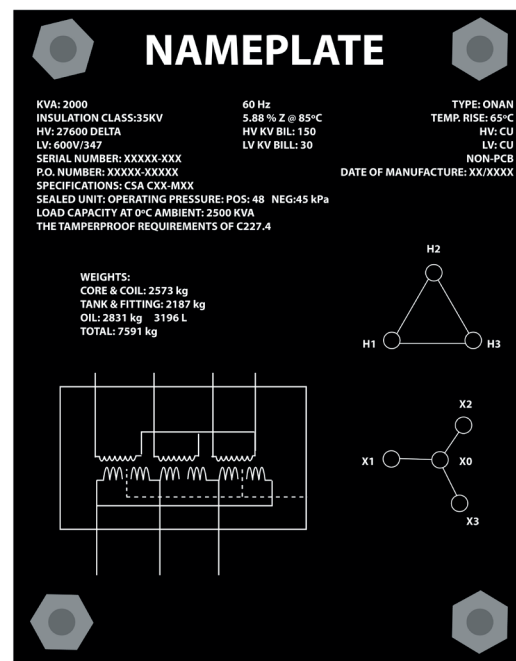 NAMEPLATE
KVA: 2000 60 Hz TYPE: ONAN
INSULATION CLASS:35KV 5.88 % Z @ 85ºC TEMP. RISE: 65ºC
HV: 27600 DELTA HV KV BIL: 150 HV: CU
LV: 600V/347 LV KV BILL: 30 LV: CU
SERIAL NUMBER: XXXXX-XXX NON-PCB
P.O. NUMBER: XXXXX-XXXXX DATE OF MANUFACTURE: XX/XXXX
SPECIFICATIONS: CSA CXX-MXX
SEALED UNIT: OPERATING PRESSURE: POS: 48 NEG:45 kPa
LOAD CAPACITY AT 0ºC AMBIENT: 2500 KVA
THE TAMPERPROOF REQUIREMENTS OF C227.4
WEIGHTS:
CORE & COIL: 2573 kg
TANK & FITTING: 2187 kg
OIL: 2831 kg 3196 L
TOTAL: 7591 kg
H2
H1 H3
X2
X1 X0
X3